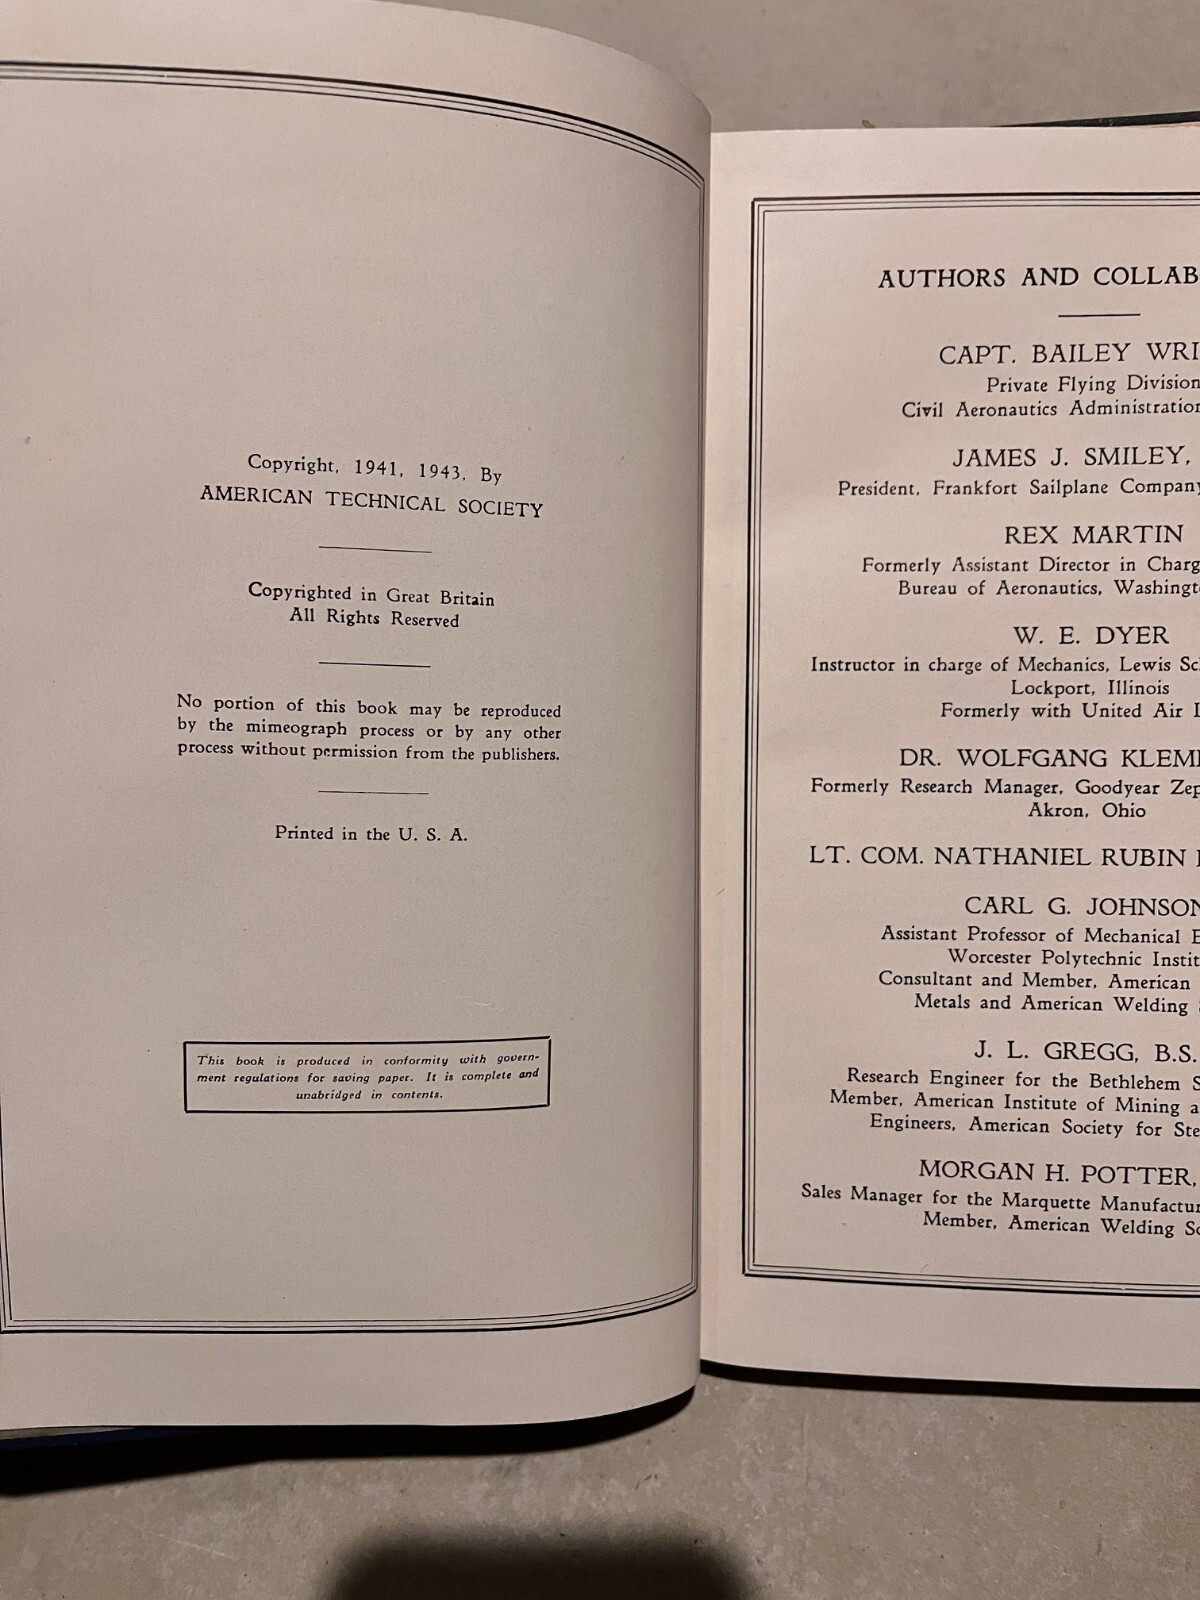 Copyright, 1941, 1943, By
AMERICAN TECHNICAL SOCIETY
Copyrighted in Great Britain
All Rights Reserved
No portion of this book may be reproduced
by the mimeograph process or by any other
process without permission from the publishers.
Printed in the U. S. A.
This book is produced in conformity with govern-
ment regulations for saving paper. It is complete and
unabridged in contents.
AUTHORS AND
CAPT. BAILEY
Private Flying Division
Civil Aeronautics Administration
JAMES J. SMILEY,
President, Frankfort Sailplane Company
REX MARTIN
Formerly Assistant Director in
Bureau of Aeronautics,
W. E. DYER
Instructor in charge of Mechanics, Lewis
Lockport, Illinois
Formerly with United Air
DR. WOLFGANG
Formerly Research Manager, Goodyear
Akron, Ohio
LT. COM. NATHANIEL RUBIN
CARL G. JOHNSON
Assistant Professor of Mechanical
Worcester Polytechnic
Consultant and Member, American
Metals and American Welding
J. L. GREGG, B.S.
Research Engineer for the Bethlehem
Member, American Institute of Mining
Engineers, American Society for
MORGAN H. POTTER,
Sales Manager for the Marquette
Member, American Welding